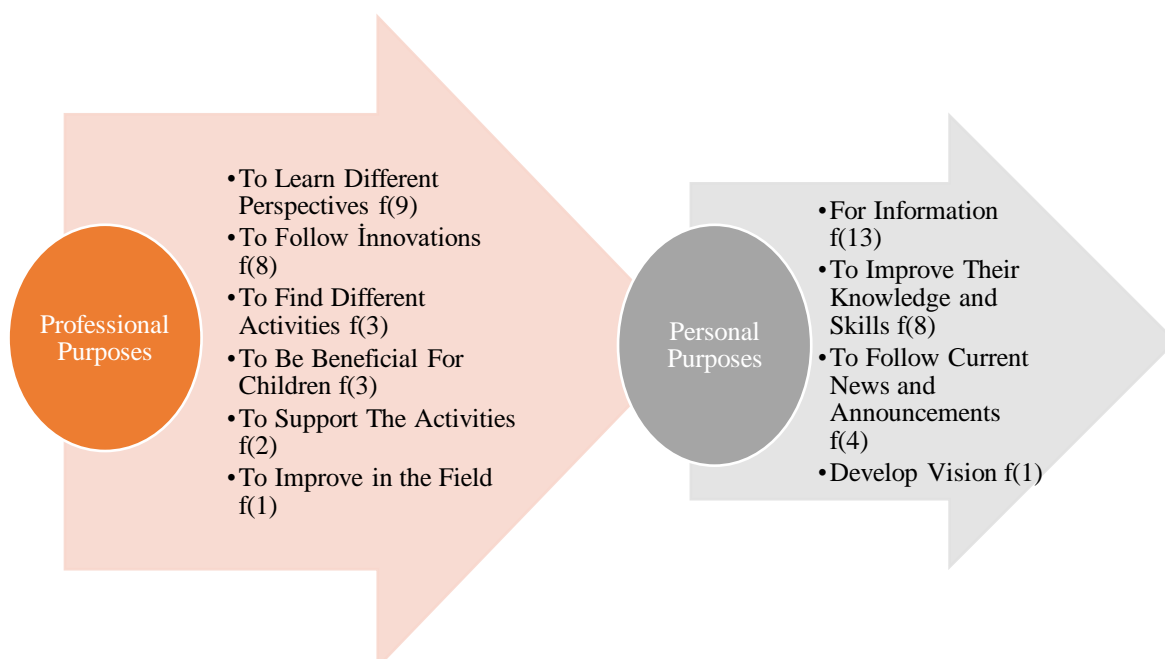 Professional
Purposes
•To Learn Different
Perspectives f(9)
•To Follow İnnovations
f(8)
•To Find Different
Activities f(3)
•To Be Beneficial For
Children f(3)
•To Support The Activities
f(2)
•To Improve in the Field
f(1)
Personal
Purposes
•For Information
f(13)
•To Improve Their
Knowledge and
Skills f(8)
•To Follow Current
News and
Announcements
f(4)
•Develop Vision f(1)